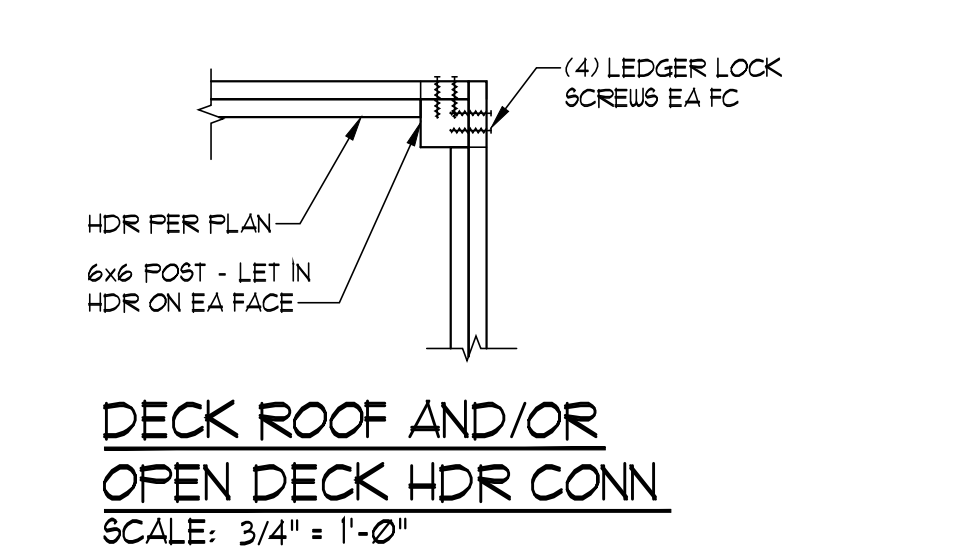 (4) LEDGER LOCK
SCREWS EA FC
HDR PER PLAN
6x6 POST - LET IN
HDR ON EA FACE
DECK ROOF AND/OR
OPEN DECK HDR CONN
SCALE: 3/4" = 1'-0"